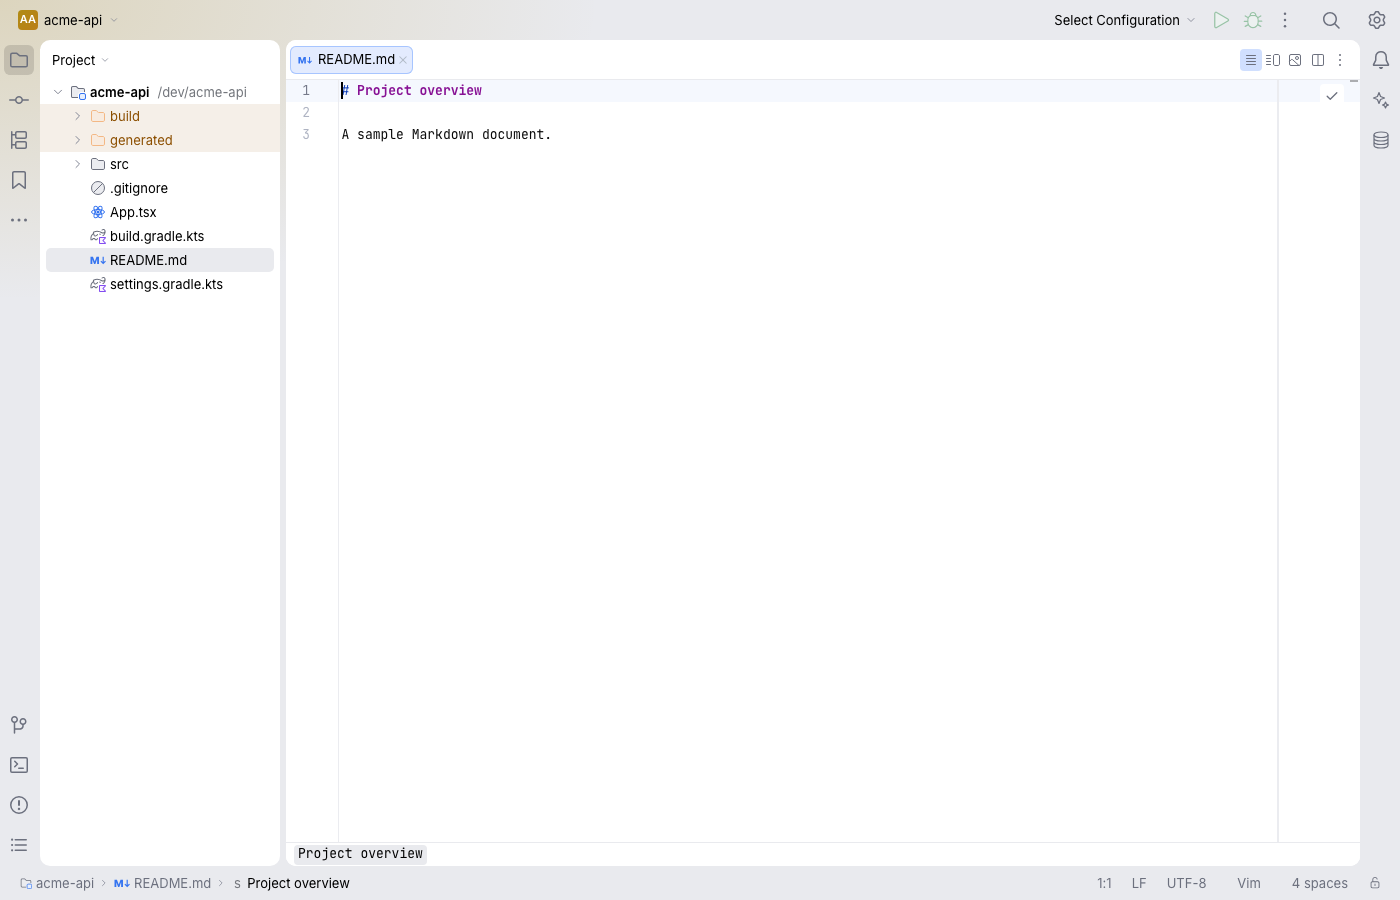 AA acme-api
Select Configuration
Project
README.md
acme-api /dev/acme-api
build
generated
src
.gitignore
App.tsx
build.gradle.kts
README.md
settings.gradle.kts
1 # Project overview
2
3 A sample Markdown document.
Project overview
acme-api README.md s Project overview
1:1 LF UTF-8 Vim 4 spaces